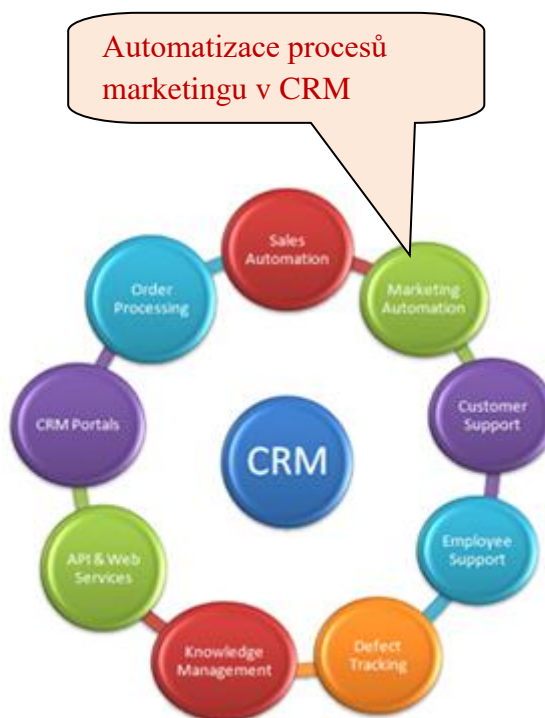 Automatizace procesů
marketingu v CRM
Sales
Automation
Marketing
Automation
Customer
Support
Employee
Support
Defect
Tracking
Knowledge
Management
API & Web
Services
CRM Portals
Order
Processing
CRM